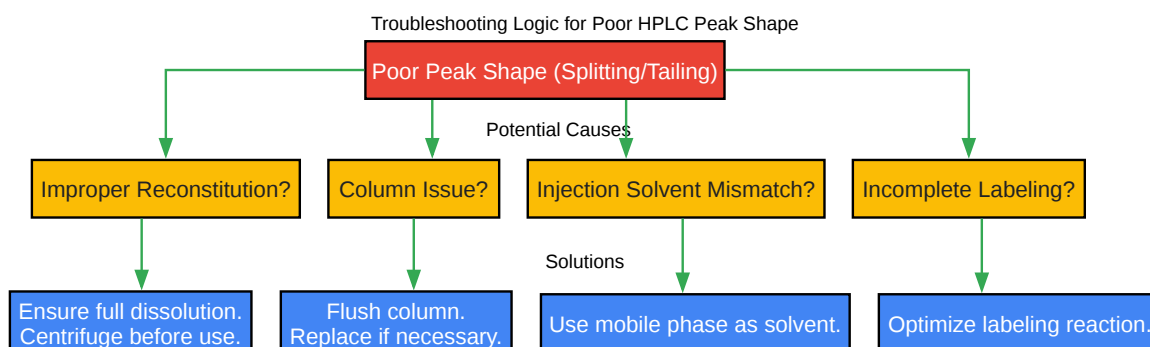 Troubleshooting Logic for Poor HPLC Peak Shape
Poor Peak Shape (Splitting/Tailing)
Potential Causes
Improper Reconstitution?
Column Issue?
Injection Solvent Mismatch?
Incomplete Labeling?
Solutions
Ensure full dissolution.
Centrifuge before use.
Flush column.
Replace if necessary.
Use mobile phase as solvent.
Optimize labeling reaction.